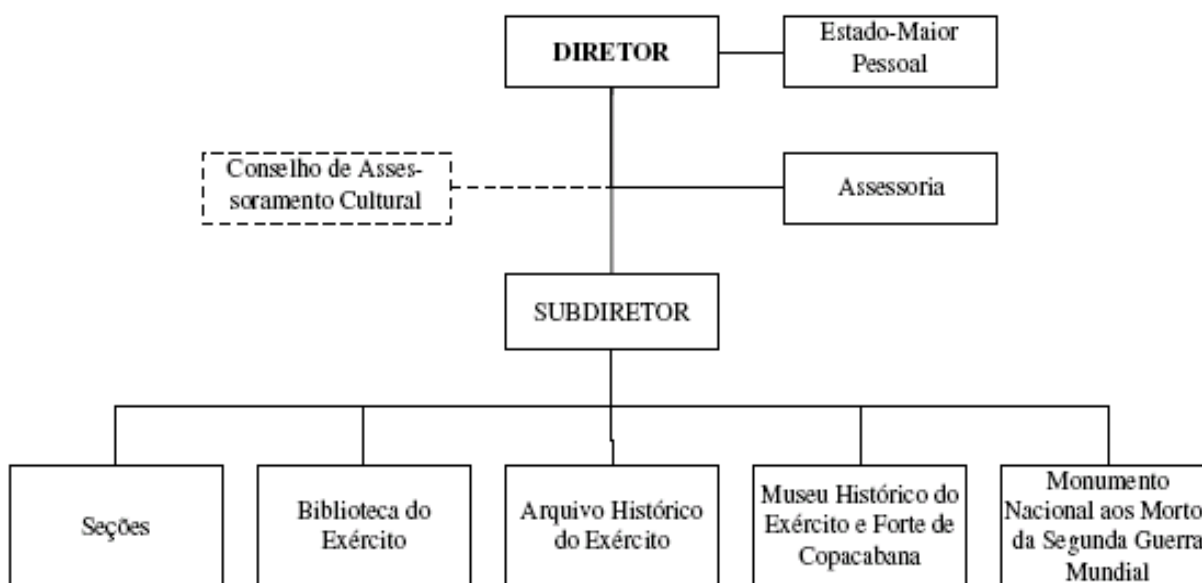 DIRETOR
Estado-Maior
Pessoal
Conselho de Asses-
soramento Cultural
Assessoria
SUBDIRETOR
Seções
Biblioteca do
Exército
Arquivo Histórico
do Exército
Museu Histórico do
Exército e Forte de
Copacabana
Monumento
Nacional aos Morto
da Segunda Guerra
Mundial